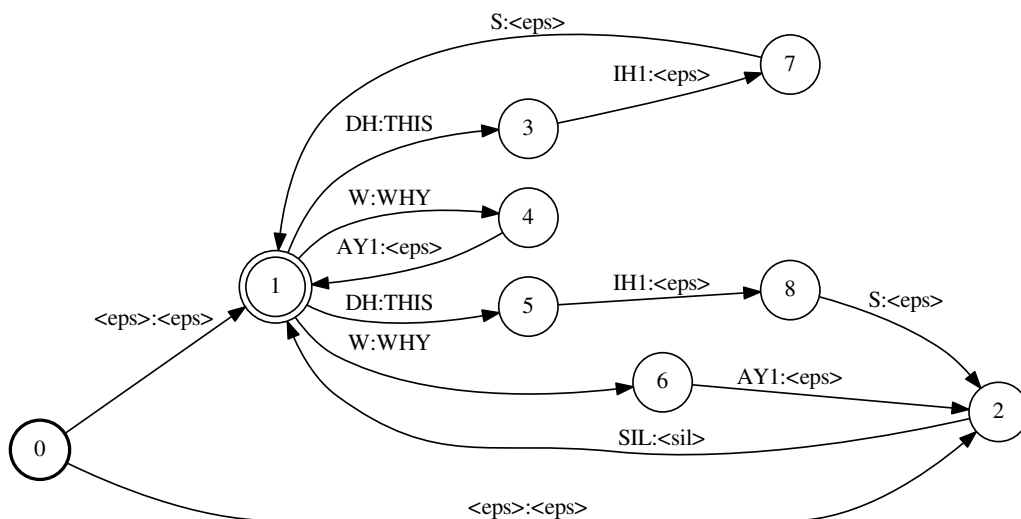 S:<eps>
7
IH1:<eps>
DH:THIS
3
W:WHY
4
AY1:<eps>
1
IH1:<eps>
8
DH:THIS
5
S:<eps>
<eps>:<eps>
W:WHY
6
AY1:<eps>
2
SIL:<sil>
0
<eps>:<eps>